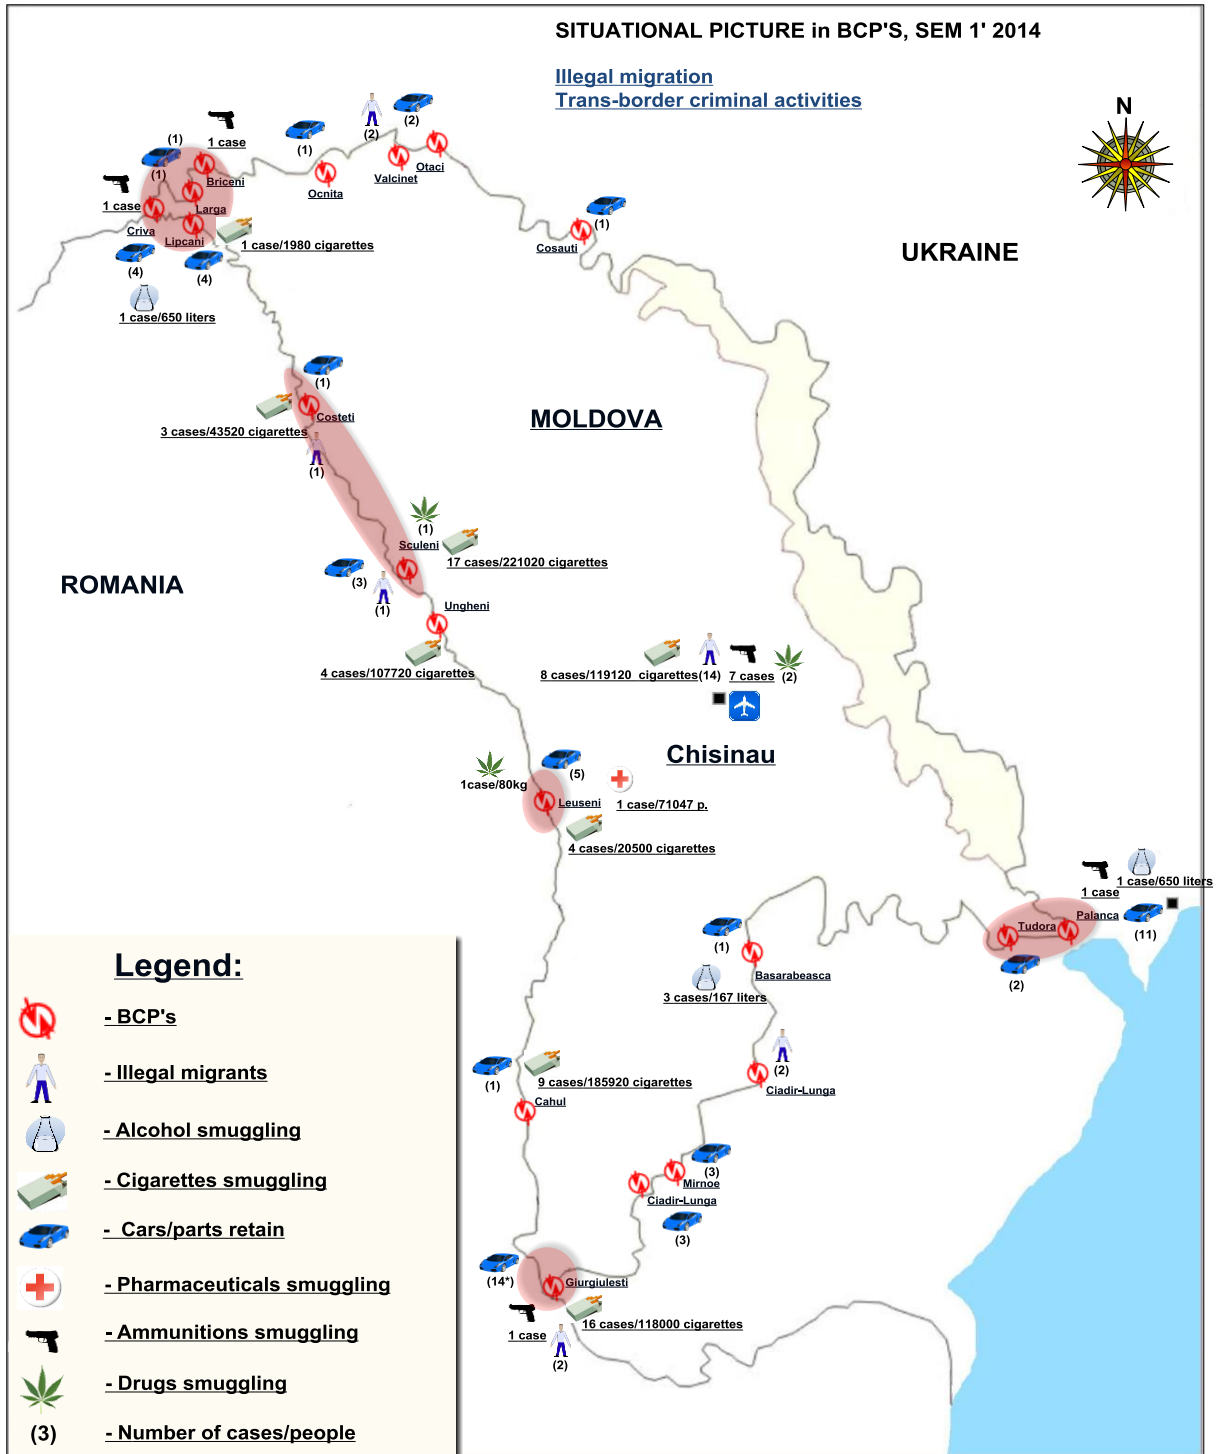 SITUATIONAL PICTURE in BCP'S, SEM 1' 2014
Illegal migration
Trans-border criminal activities
N
(1)
1 case
(1)
(2)
(2)
(1)
Briceni
Ocnita
Valcinet
Otaci
1 case
Larga
Criva
Lipcani
1 case/1980 cigarettes
(1)
Cosauti
UKRAINE
(4)
(4)
1 case/650 liters
(1)
Costeti
3 cases/43520 cigarettes
(1)
MOLDOVA
(1)
Sculeni
17 cases/221020 cigarettes
(3)
(1)
ROMANIA
Ungheni
4 cases/107720 cigarettes
8 cases/119120 cigarettes
(14)
7 cases
(2)
Chisinau
1case/80kg
(5)
Leuseni
1 case/71047 p.
4 cases/20500 cigarettes
1 case
1 case/650 liters
Palanca
(11)
Tudora
(2)
(1)
Basarabeasca
3 cases/167 liters
(2)
Ciadir-Lunga
(1)
9 cases/185920 cigarettes
Cahul
(3)
Mirnoe
Ciadir-Lunga
(3)
(14*)
Giurgiulesti
1 case
16 cases/118000 cigarettes
(2)
Legend:
- BCP's
- Illegal migrants
- Alcohol smuggling
- Cigarettes smuggling
- Cars/parts retain
- Pharmaceuticals smuggling
- Ammunitions smuggling
- Drugs smuggling
(3) - Number of cases/people